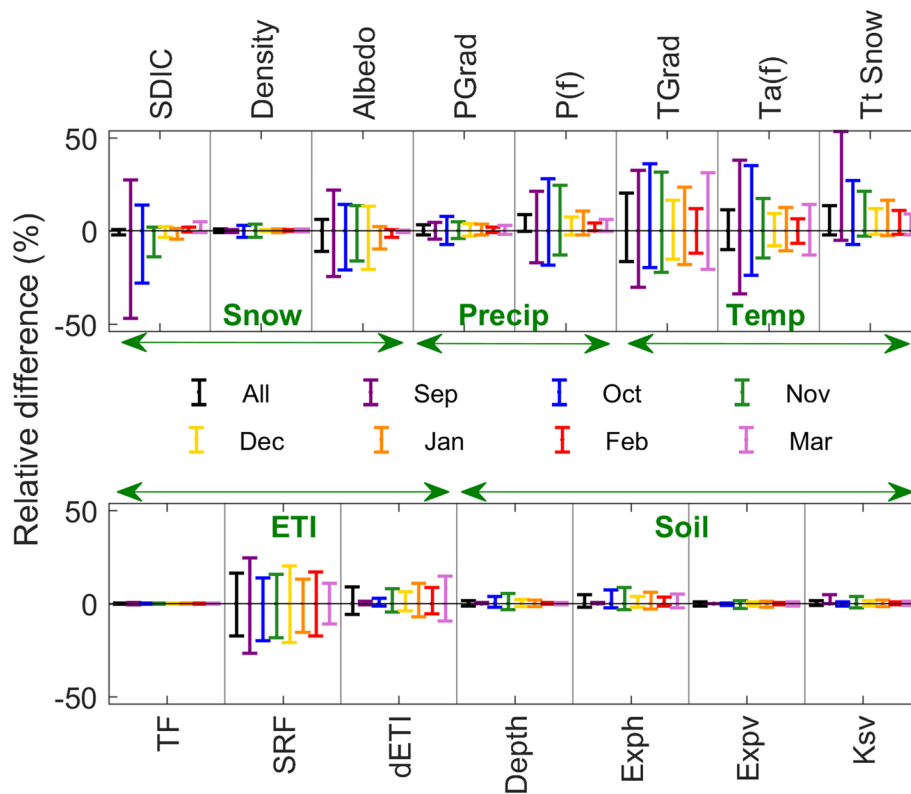 SDIC Density Albedo PGrad P(f) TGrad Ta(f) Tt Snow
Relative difference (%)
50
0
-50
Snow Precip Temp
All Sep Oct Nov
Dec Jan Feb Mar
50
0
-50
ETI Soil
TF SRF dETI Depth Exph Expv Ksv